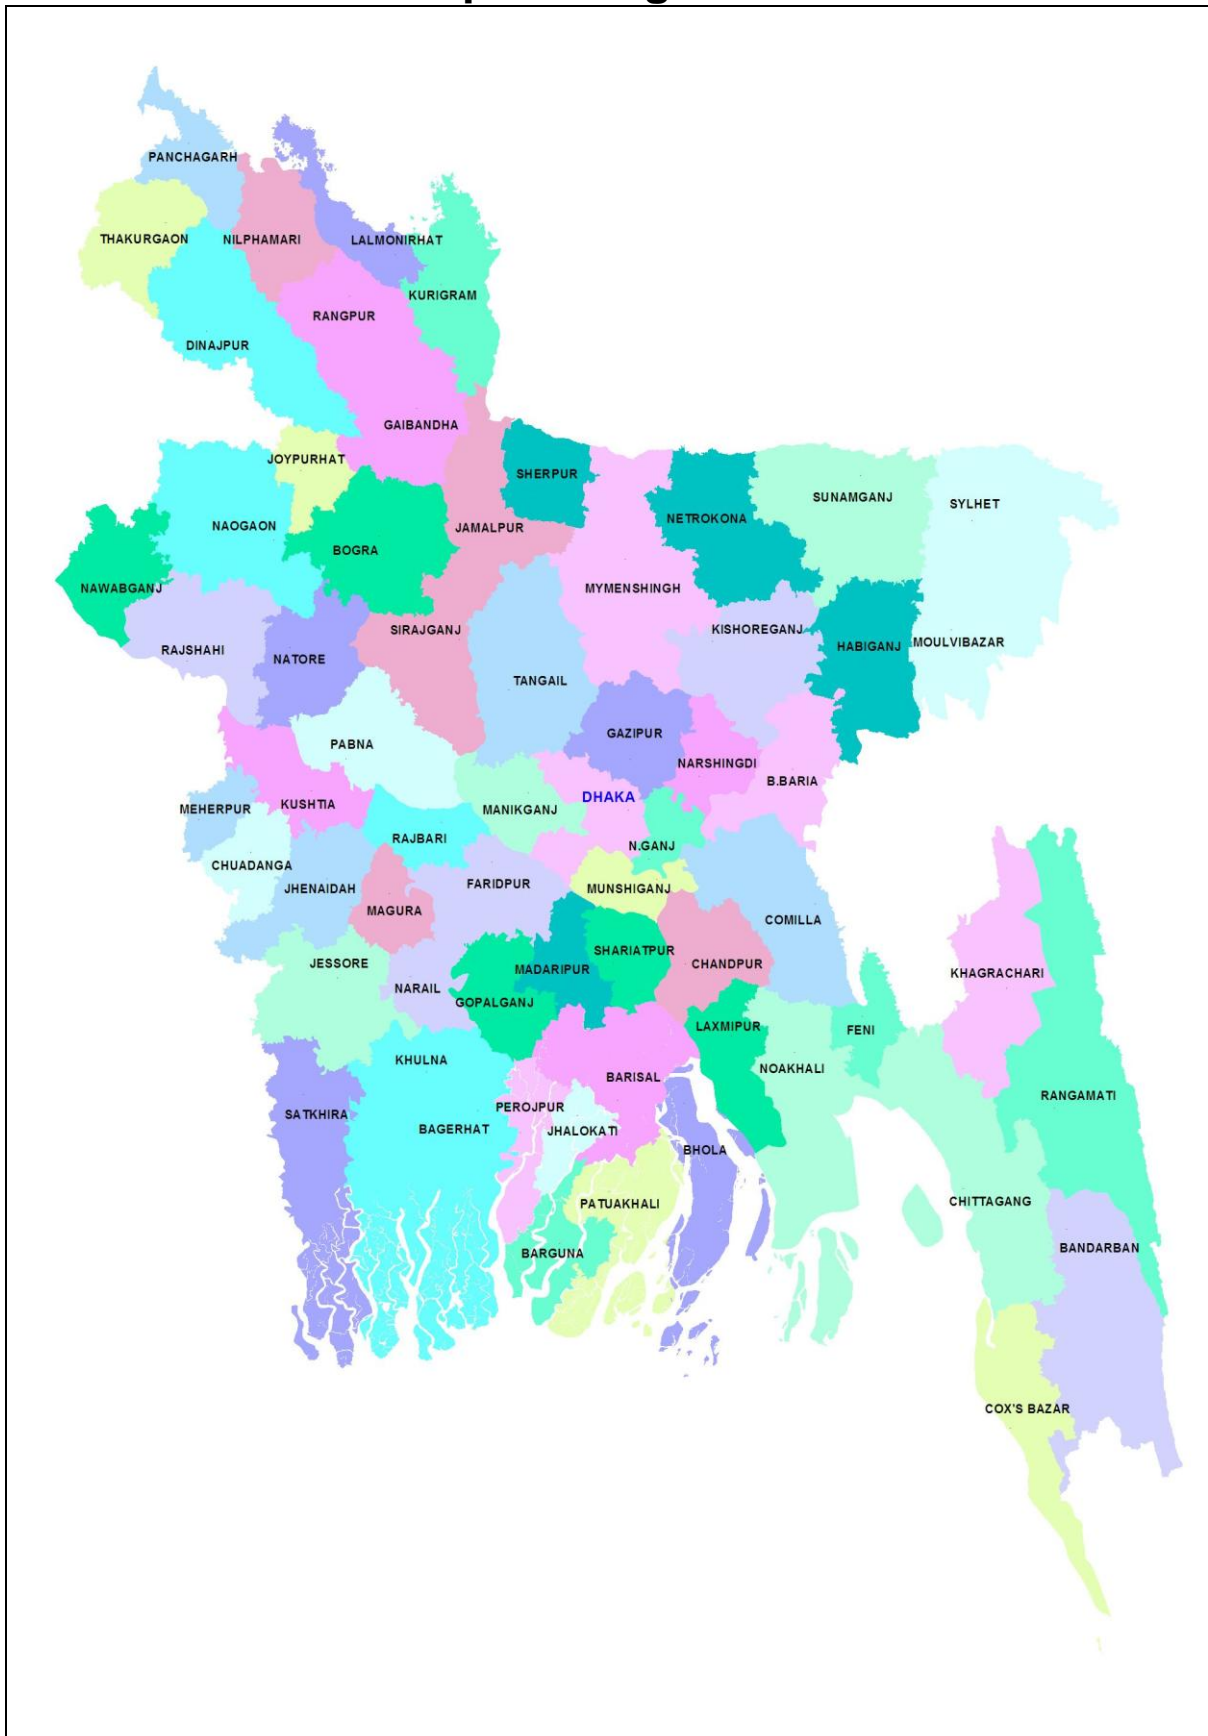 PANCHAGARH
THAKURGAON
NILPHAMARI
LALMONIRHAT
KURIGRAM
RANGPUR
DINAJPUR
GAIBANDHA
JOYPURHAT
SHERPUR
SUNAMGANJ
SYLHET
NETROKONA
NAOGAON
JAMALPUR
BOGRA
NAWABGANJ
MYMENSHINGH
SIRAJGANJ
KISHOREGANJ
RAJSHAHI
NATORE
HABIGANJ
MOULVIBAZAR
TANGAIL
GAZIPUR
PABNA
NARSHINGDI
B.BARIA
DHAKA
MEHERPUR
KUSHTIA
MANIKGANJ
RAJBARI
N.GANJ
CHUADANGA
JHENAIDAH
FARIDPUR
MUNSHIGANJ
MAGURA
COMILLA
SHARIATPUR
JESSORE
MADARIPUR
CHANDPUR
KHAGRACHARI
NARAIL
GOPALGANJ
LAXMIPUR
FENI
KHULNA
NOAKHALI
BARISAL
RANGAMATI
PEROJPUR
SATKHIRA
BAGERHAT
JHALOKATI
BHOLA
PATUAKHALI
CHITTAGANG
BARGUNA
BANDARBAN
COX'S BAZAR